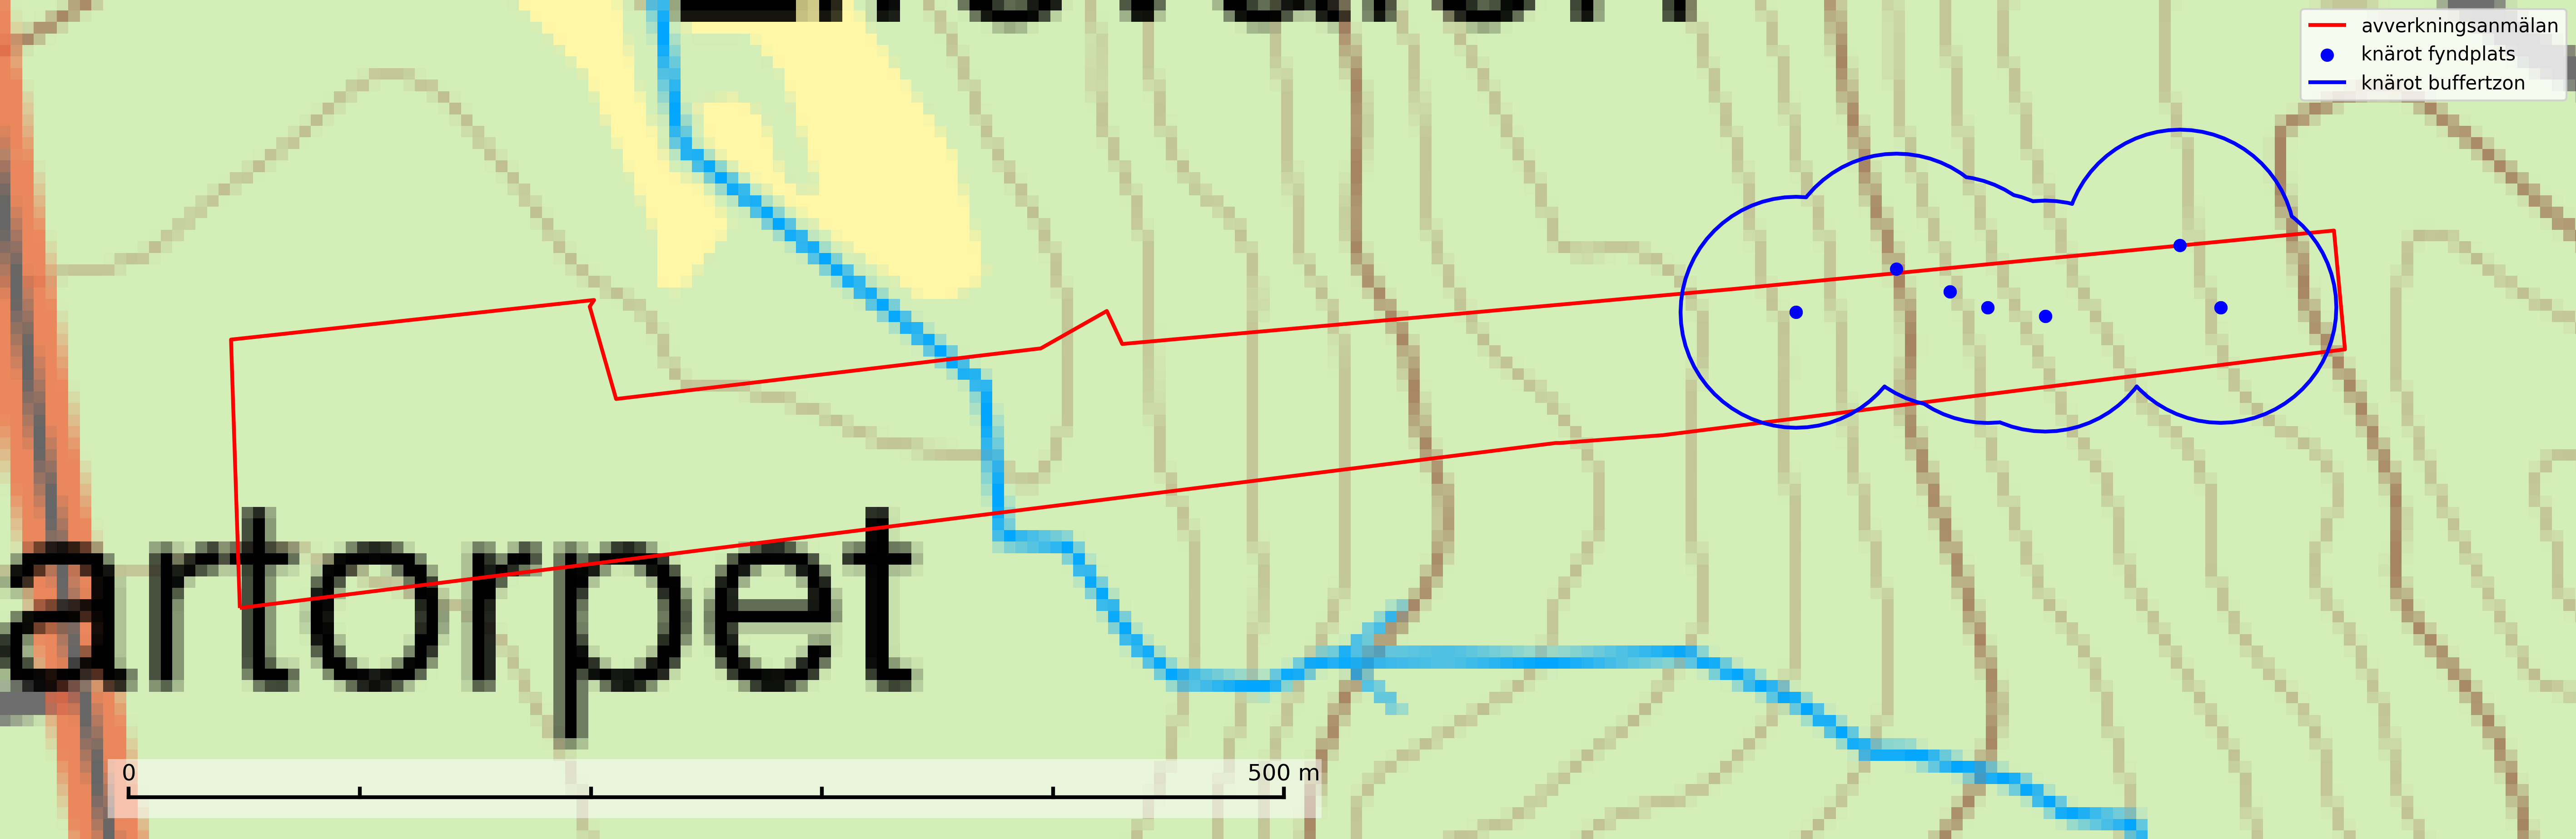 avverkningsanmälan
knärot fyndplats
knärot buffertzon
artorpet
0 500 m